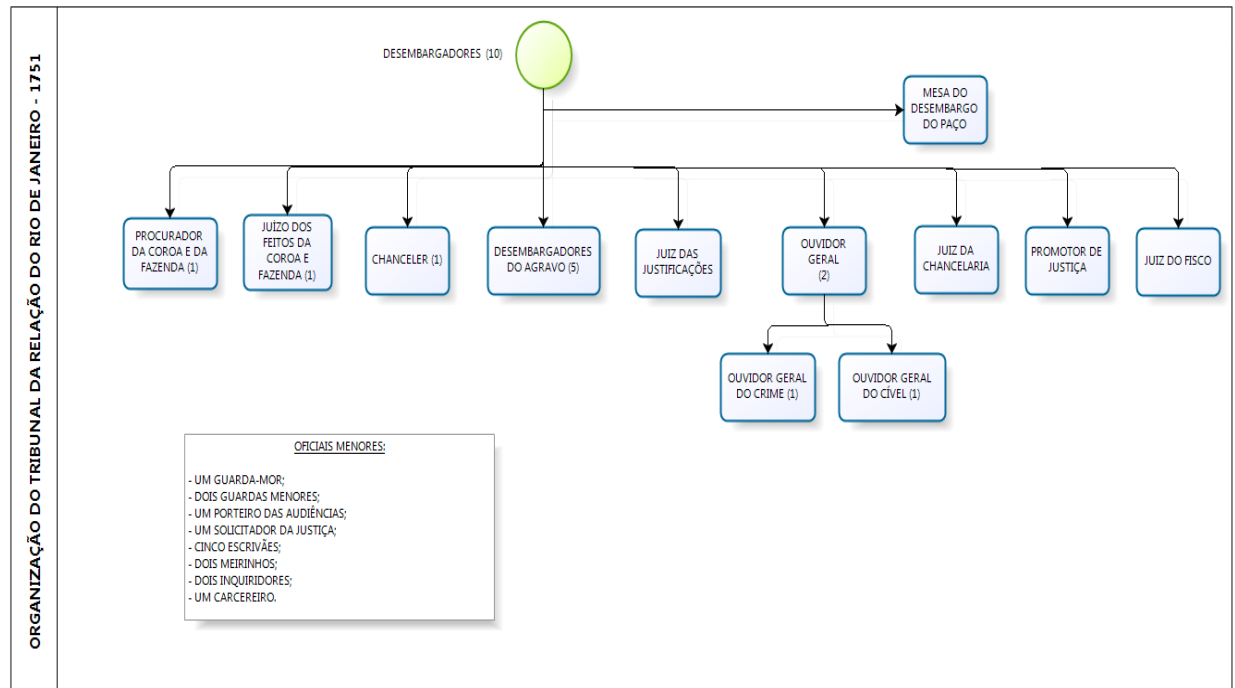 ORGANIZAÇÃO DO TRIBUNAL DA RELAÇÃO DO RIO DE JANEIRO - 1751
DESEMBARGADORES (10)
MESA DO
DESEMBARGO
DO PAÇO
PROCURADOR
DA COROA E DA
FAZENDA (1)
JUÍZO DOS
FEITOS DA
COROA E
FAZENDA (1)
CHANCELER (1)
DESEMBARGADORES
DO AGRAVO (5)
JUIZ DAS
JUSTIFICAÇÕES
OUVIDOR
GERAL
(2)
JUIZ DA
CHANCELARIA
PROMOTOR DE
JUSTIÇA
JUIZ DO FISCO
OUVIDOR GERAL
DO CRIME (1)
OUVIDOR GERAL
DO CÍVEL (1)
OFICIAIS MENORES:
- UM GUARDA-MOR;
- DOIS GUARDAS MENORES;
- UM PORTEIRO DAS AUDIÊNCIAS;
- UM SOLICITADOR DA JUSTIÇA;
- CINCO ESCRIVÃES;
- DOIS MEIRINHOS;
- DOIS INQUIRIDORES;
- UM CARCEREIRO.